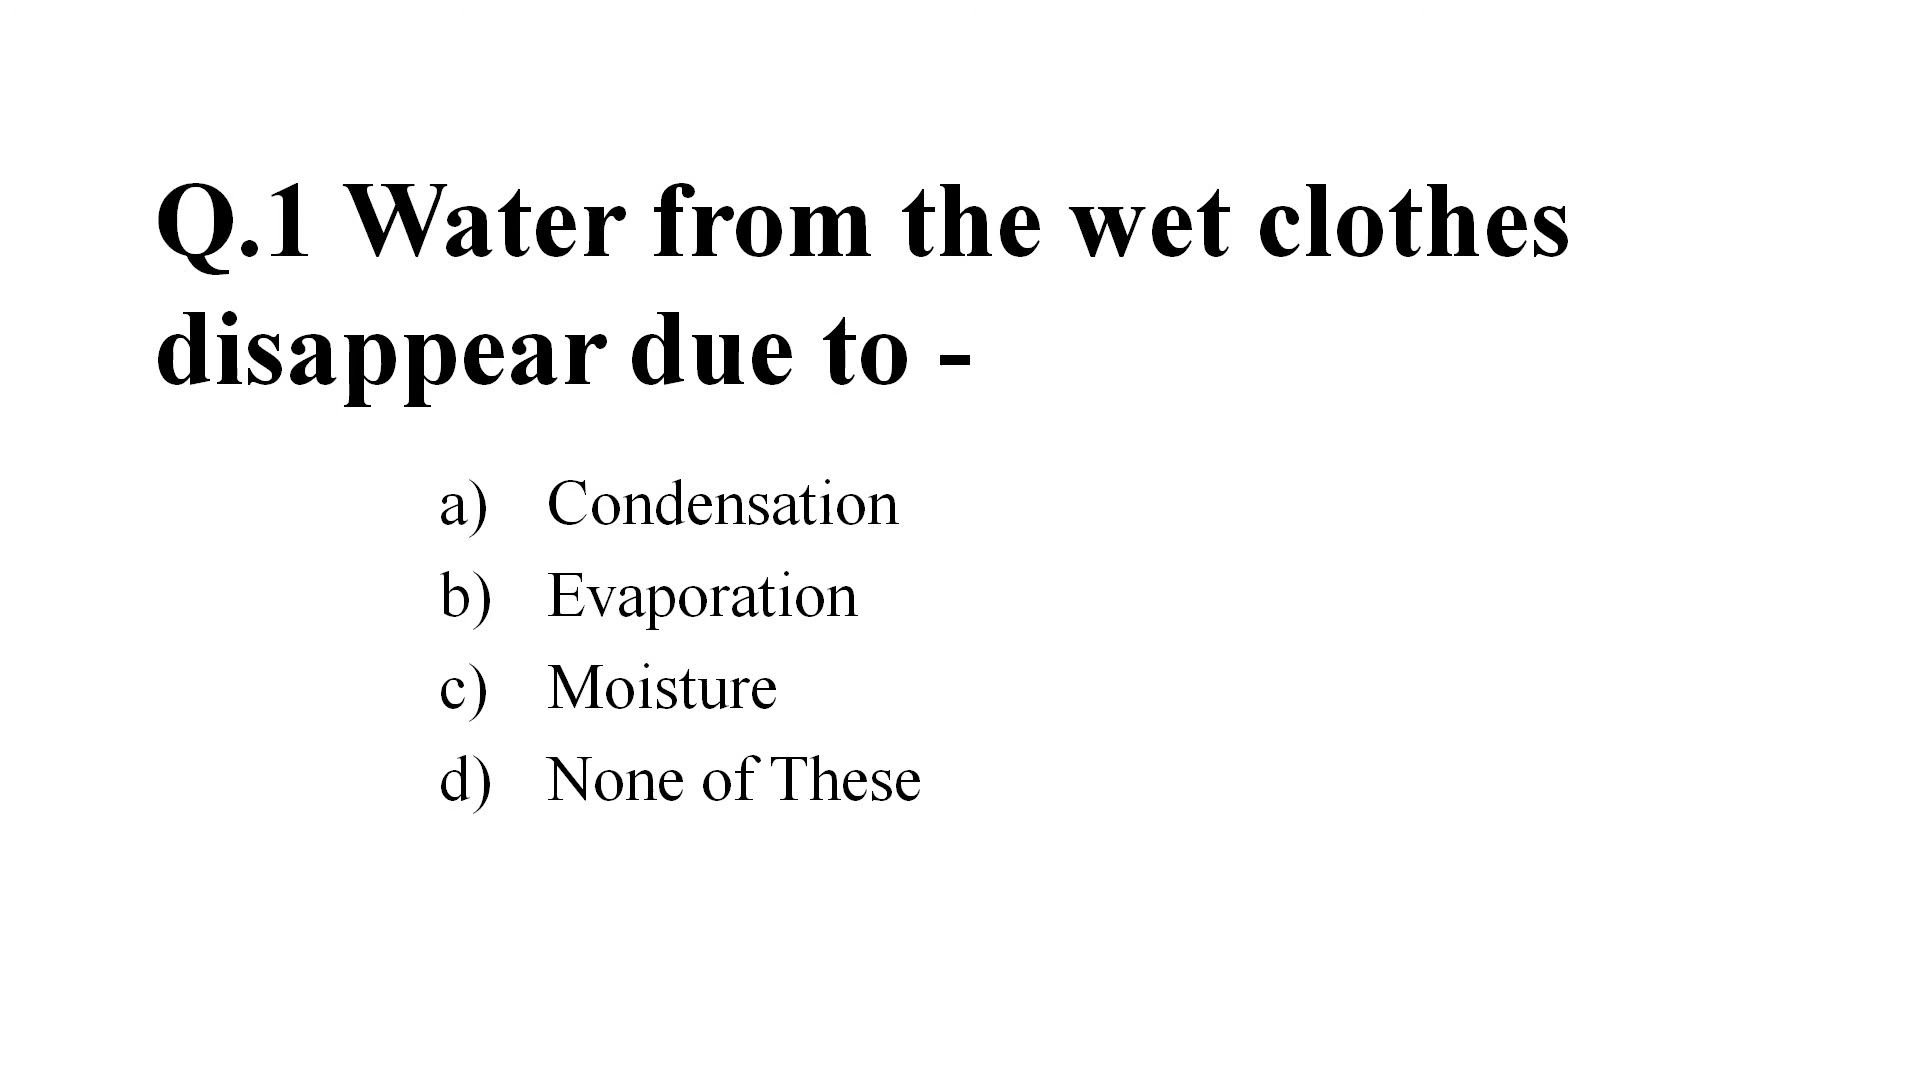 Q.1 Water from the wet clothes
disappear due to -
a) Condensation
b) Evaporation
c) Moisture
d) None of These